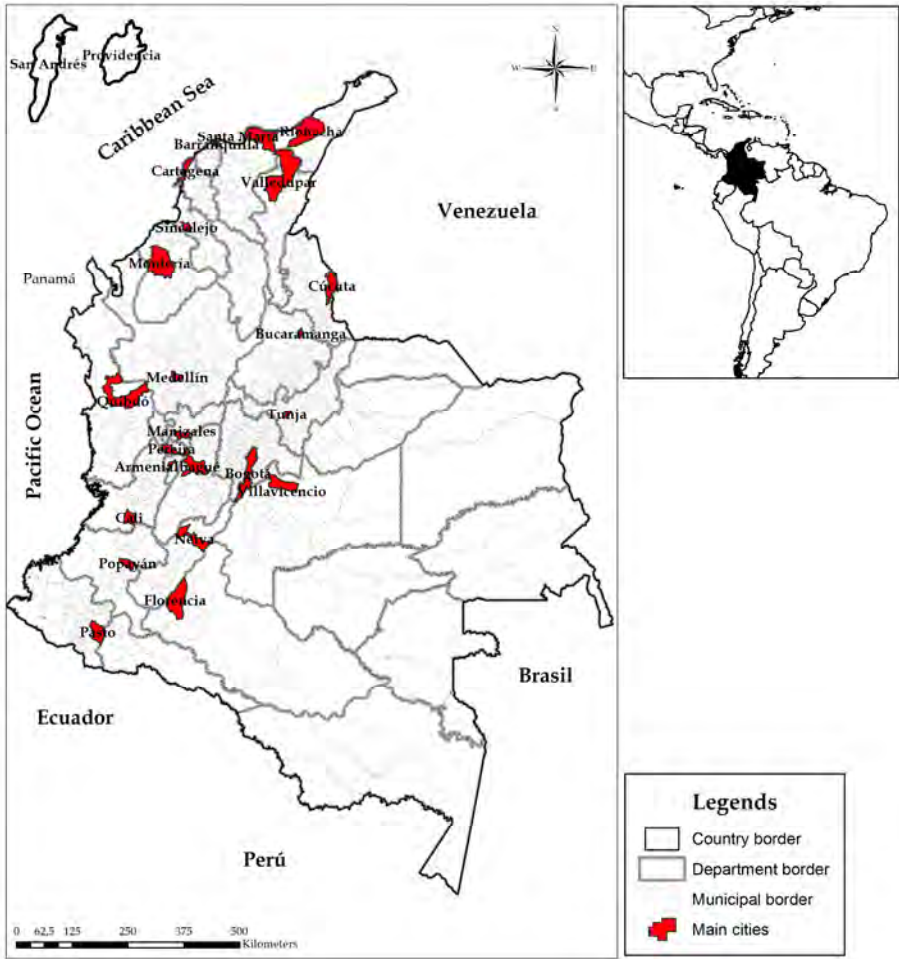 San Andrés
Providencia
Caribbean Sea
N
W
E
S
Santa Marta
Riohacha
Barranquilla
Cartagena
Valledupar
Sincelejo
Venezuela
Montería
Panamá
Cúcuta
Bucaramanga
Medellín
Quibdó
Tunja
Manizales
Pereira
Armenia
Ibagué
Bogotá
Villavicencio
Pacific Ocean
Cali
Neiva
Popayán
Florencia
Pasto
Brasil
Ecuador
Perú
0 62,5 125 250 375 500
Kilometers
Legends
Country border
Department border
Municipal border
Main cities